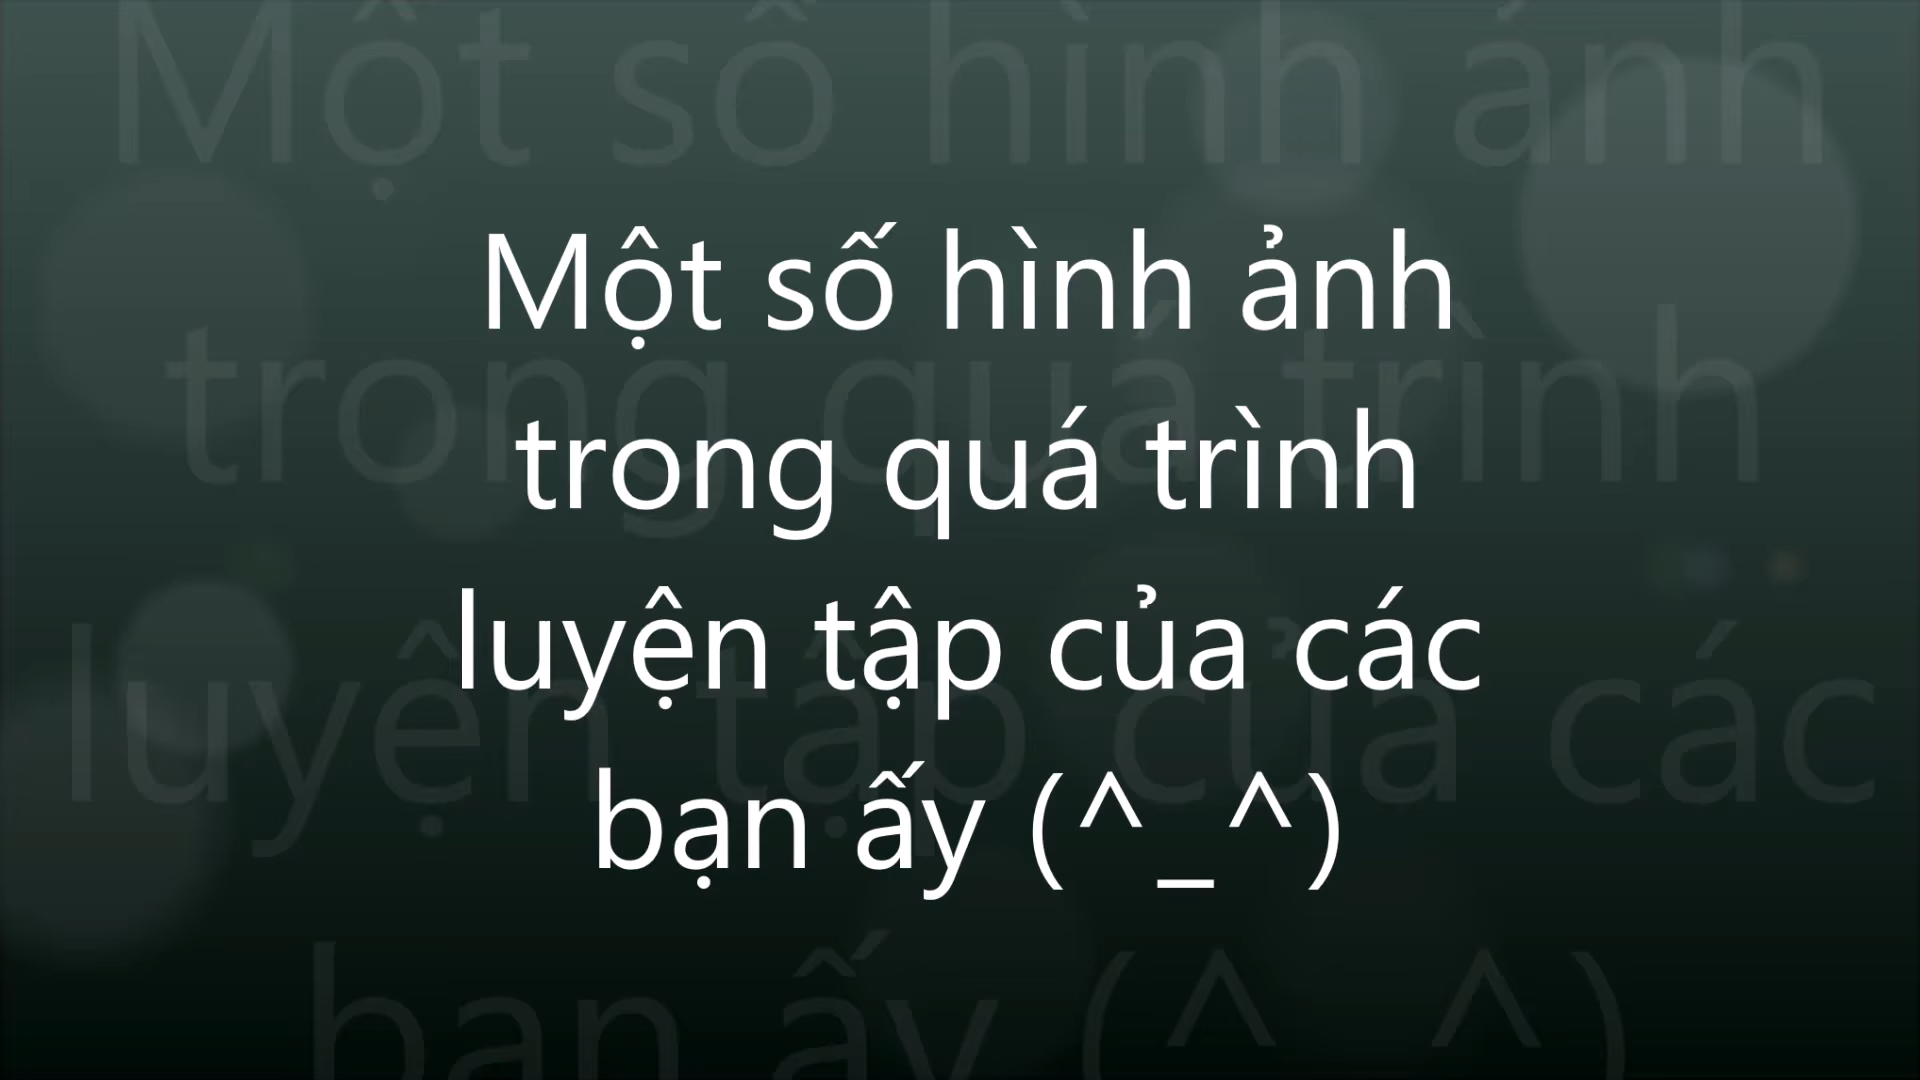 Một số hình ảnh
trong quá trình
luyện tập của các
bạn ấy (^_^)